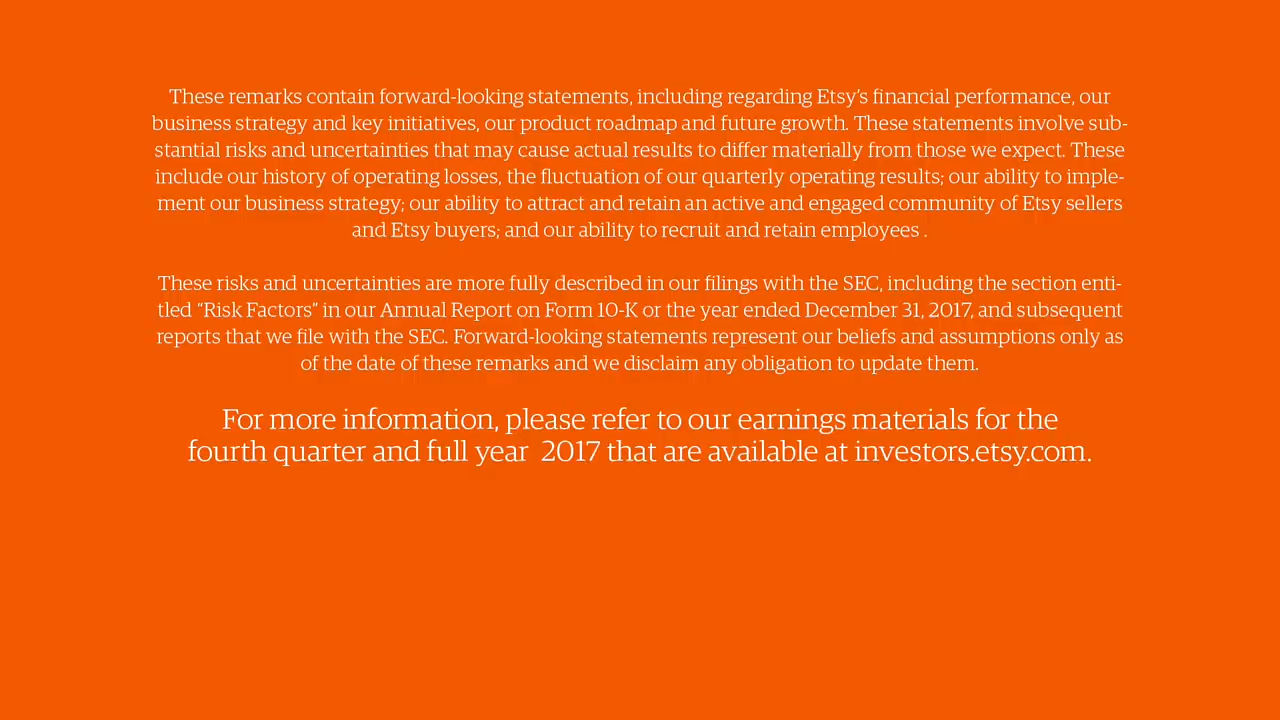 These remarks contain forward-looking statements, including regarding Etsy's financial performance, our
business strategy and key initiatives, our product roadmap and future growth. These statements involve sub-
stantial risks and uncertainties that may cause actual results to differ materially from those we expect. These
include our history of operating losses, the fluctuation of our quarterly operating results; our ability to imple-
ment our business strategy; our ability to attract and retain an active and engaged community of Etsy sellers
and Etsy buyers; and our ability to recruit and retain employees .
These risks and uncertainties are more fully described in our filings with the SEC, including the section enti-
tled “Risk Factors” in our Annual Report on Form 10-K or the year ended December 31, 2017, and subsequent
reports that we file with the SEC. Forward-looking statements represent our beliefs and assumptions only as
of the date of these remarks and we disclaim any obligation to update them.
For more information, please refer to our earnings materials for the
fourth quarter and full year  2017 that are available at investors.etsy.com.